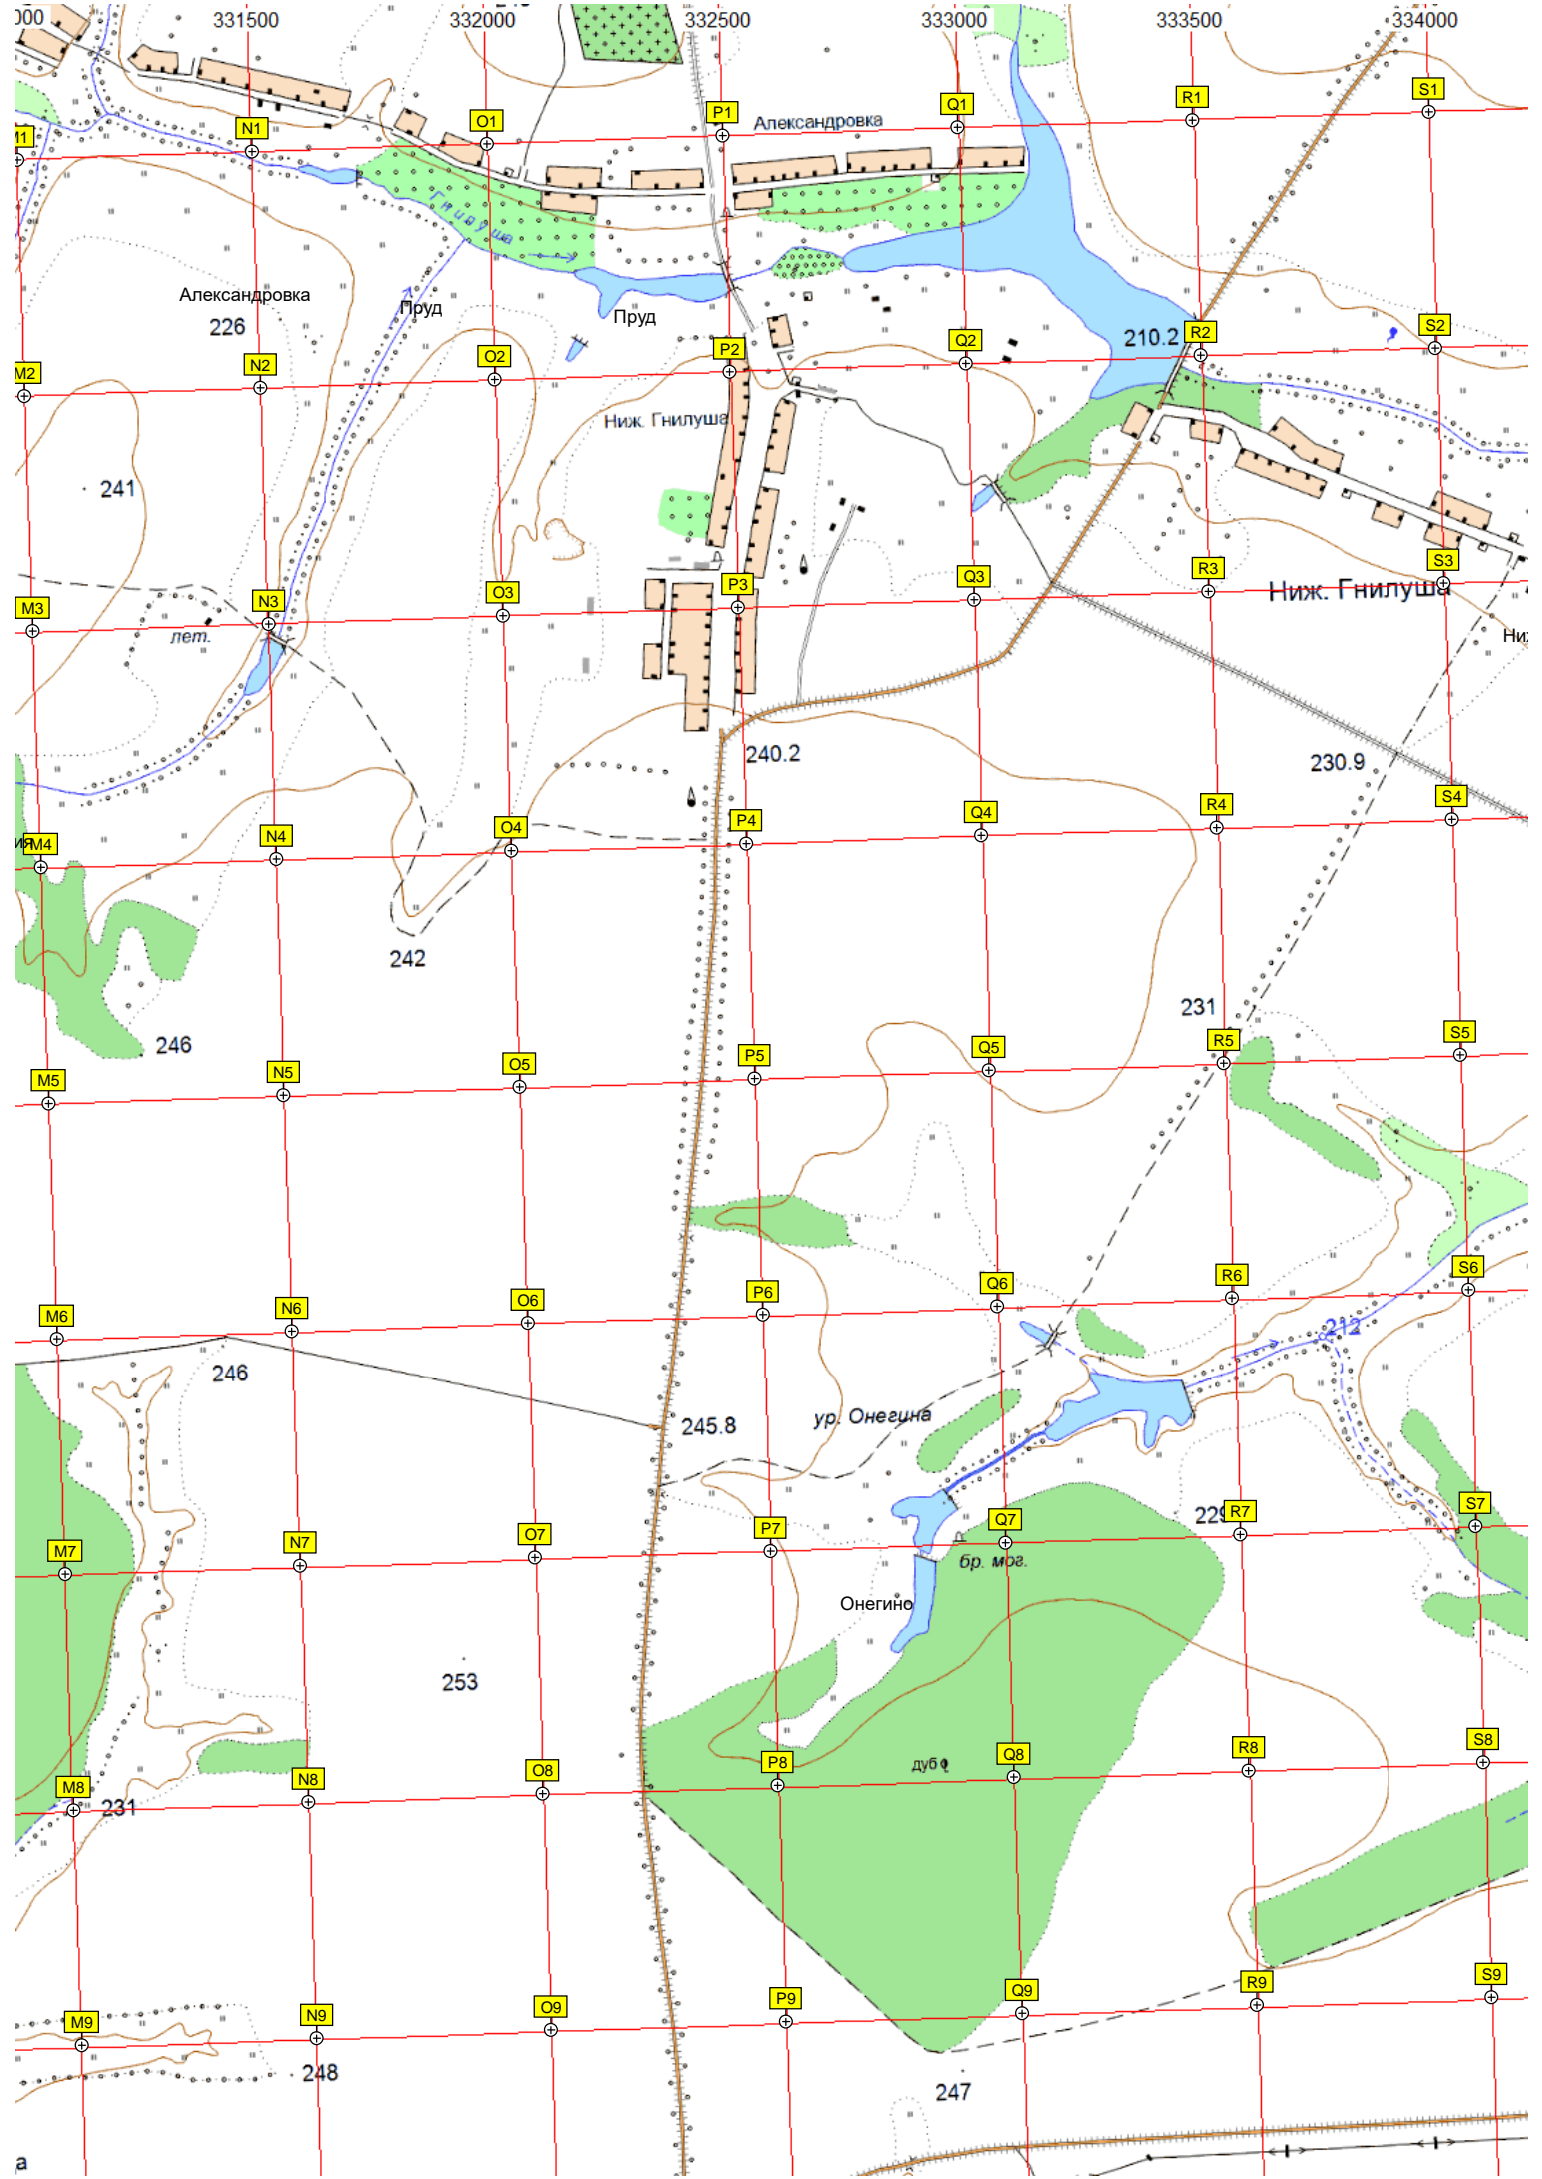 000 331500 332000 332500 333000 333500 334000
M1 N1 O1 P1 Q1 R1 S1
Александровка
Гнилуша
Александровка
226
Пруд
Пруд
210.2
M2 N2 O2 P2 Q2 R2 S2
Ниж. Гнилуша
241
M3 N3 O3 P3 Q3 R3 S3
Ниж. Гнилуша
лет.
Ни
240.2
230.9
M4 N4 O4 P4 Q4 R4 S4
ия
242
231
246
M5 N5 O5 P5 Q5 R5 S5
M6 N6 O6 P6 Q6 R6 S6
212
246
245.8
ур. Онегина
229
M7 N7 O7 P7 Q7 R7 S7
бр. мог.
Онегино
253
дуб
M8 N8 O8 P8 Q8 R8 S8
231
M9 N9 O9 P9 Q9 R9 S9
248
247
а